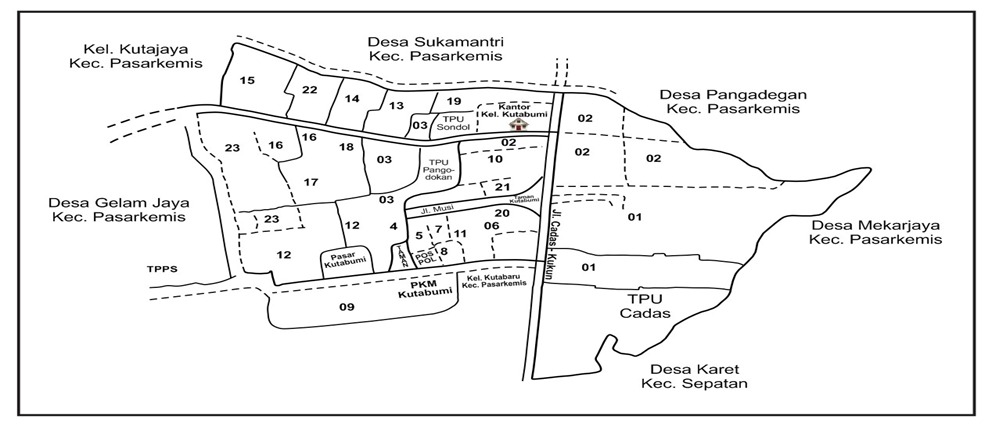 Kel. Kutajaya
Kec. Pasarkemis
Desa Sukamantri
Kec. Pasarkemis
Desa Pangadegan
Kec. Pasarkemis
15
22
14
13
19
03
TPU
Sondol
Kantor
Kel. Kutabumi
02
02
02
23
16
16
18
17
03
TPU
Pango-
dokan
02
10
21
Taman
Kutabumi
Jl. Musi
03
Desa Gelam Jaya
Kec. Pasarkemis
23
12
12
4
5
7
11
8
06
20
01
Desa Mekarjaya
Kec. Pasarkemis
Jl. Cadas - Kukun
Pasar
Kutabumi
TAMAN
POS
POL
TPPS
PKM
Kutabumi
Kel. Kutabaru
Kec. Pasarkemis
01
09
TPU
Cadas
Desa Karet
Kec. Sepatan